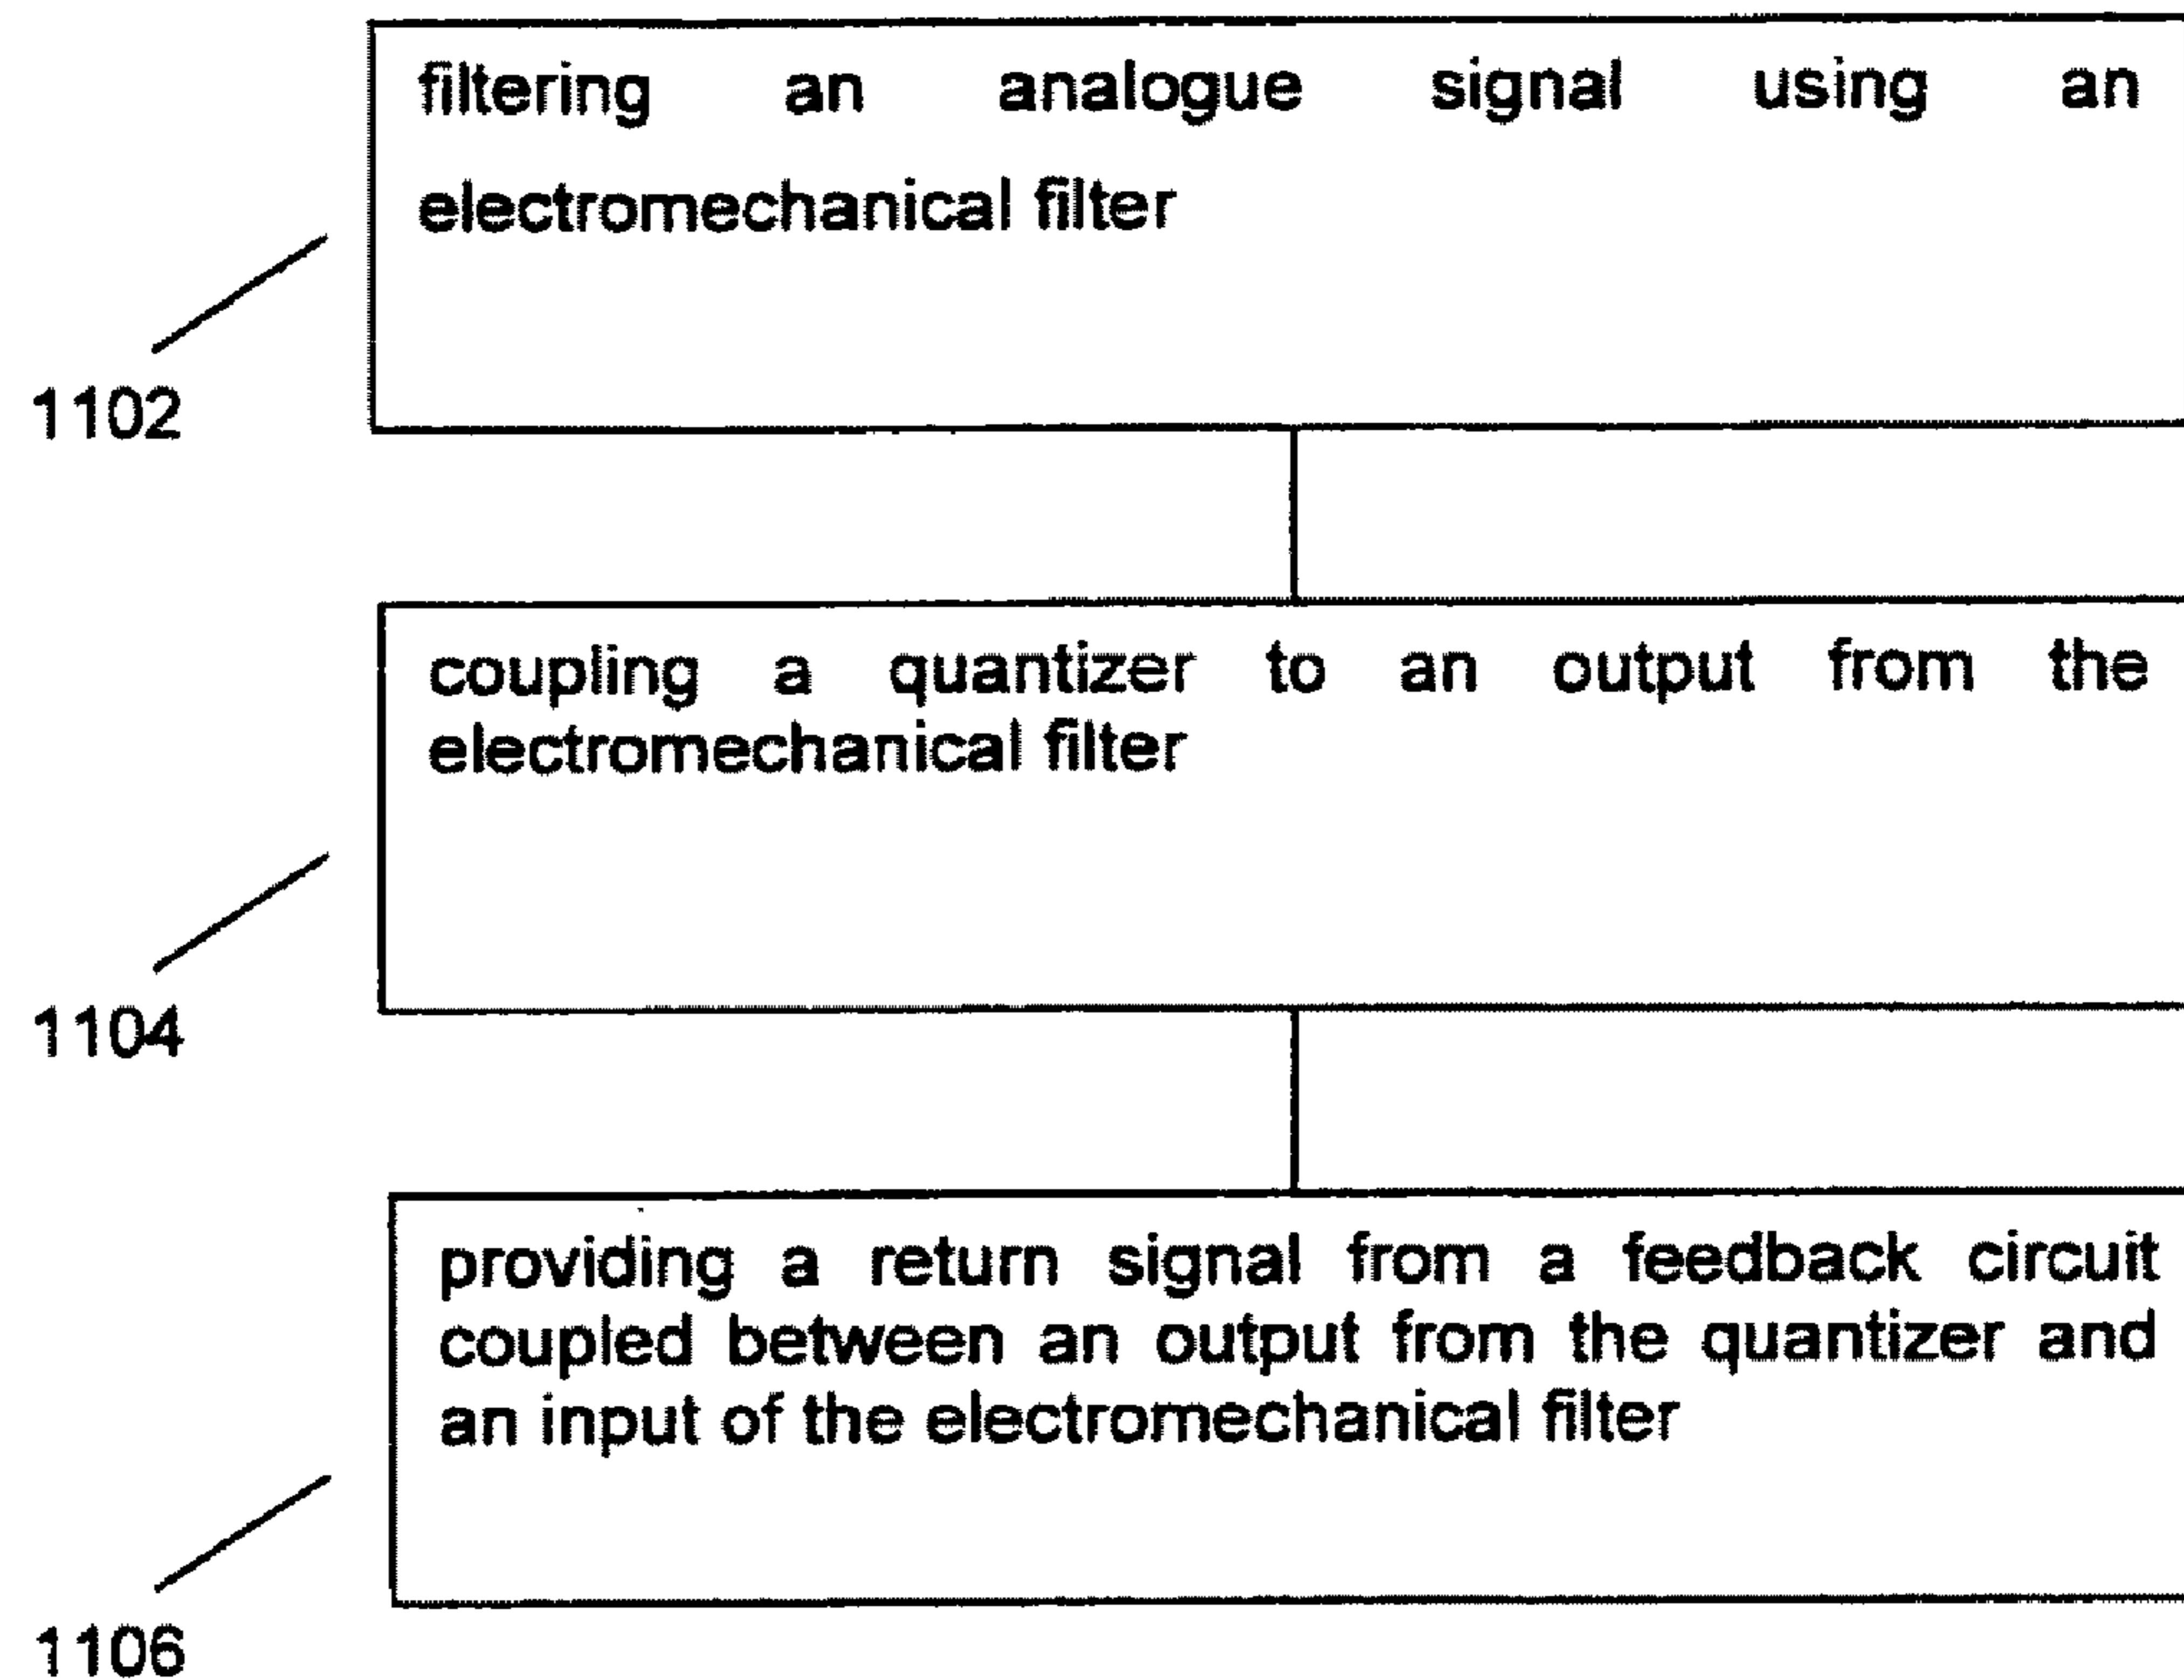 filtering an analogue signal using an
electromechanical filter
1102
coupling a quantizer to an output from the
electromechanical filter
1104
providing a return signal from a feedback circuit
coupled between an output from the quantizer and
an input of the electromechanical filter
1106